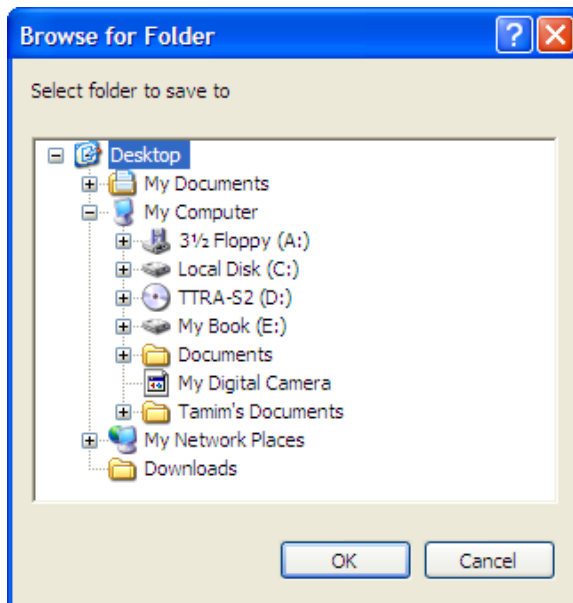 Browse for Folder
Select folder to save to
Desktop
My Documents
My Computer
3½ Floppy (A:)
Local Disk (C:)
TTRA-S2 (D:)
My Book (E:)
Documents
My Digital Camera
Tamim's Documents
My Network Places
Downloads
OK Cancel